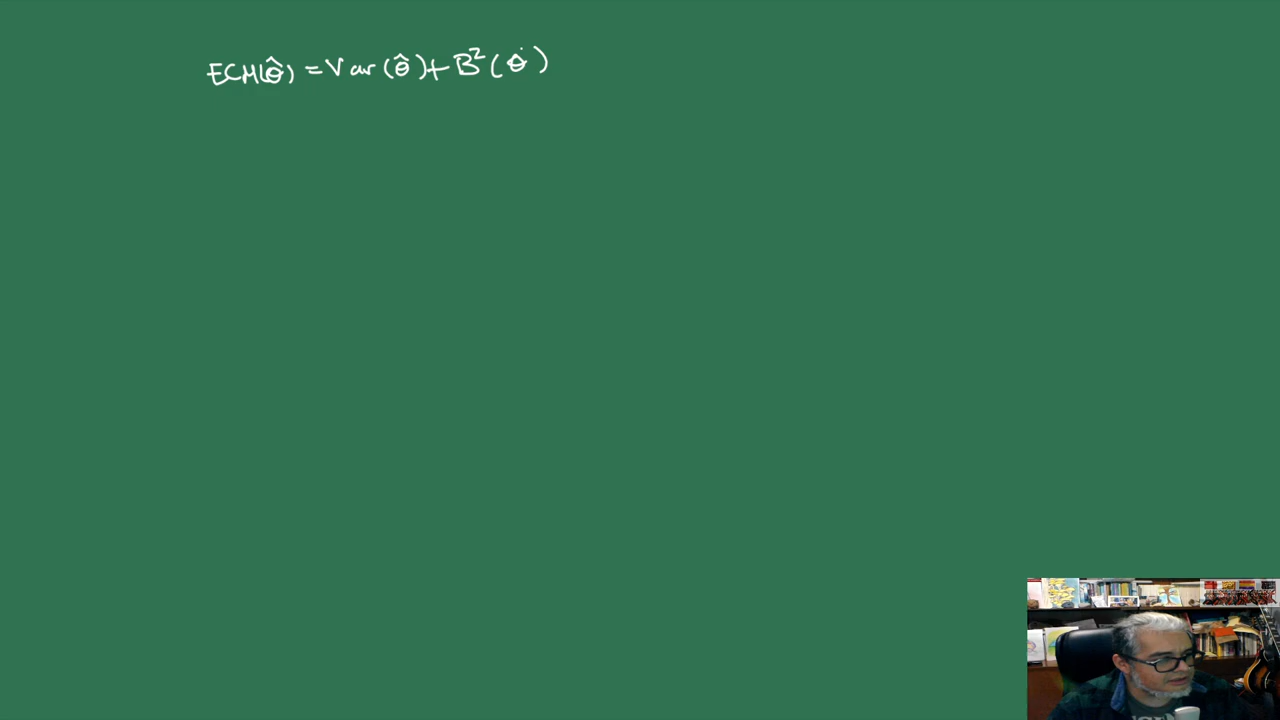 ECM(θ̂) = Var(θ̂) + B²(θ̇)